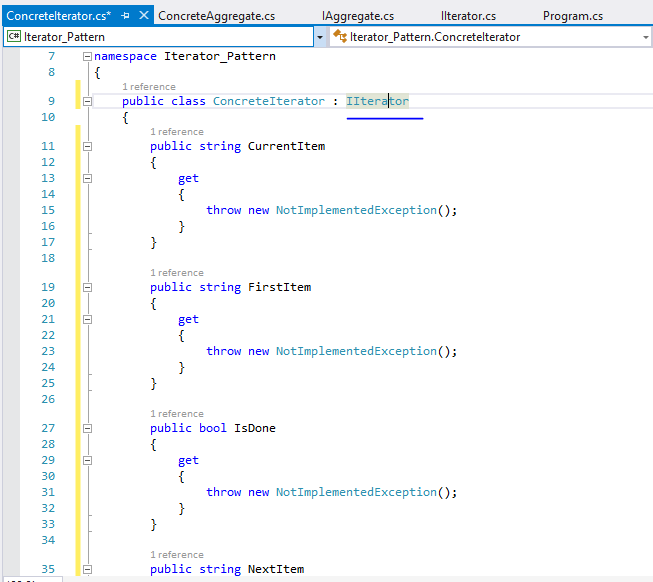 ConcreteIterator.cs* ConcreteAggregate.cs IAggregate.cs IIterator.cs Program.cs
C# Iterator_Pattern Iterator_Pattern.ConcreteIterator
7 namespace Iterator_Pattern
8 {
1 reference
9 public class ConcreteIterator : IIterator
10 {
1 reference
11 public string CurrentItem
12 {
13 get
14 {
15 throw new NotImplementedException();
16 }
17 }
18
1 reference
19 public string FirstItem
20 {
21 get
22 {
23 throw new NotImplementedException();
24 }
25 }
26
1 reference
27 public bool IsDone
28 {
29 get
30 {
31 throw new NotImplementedException();
32 }
33 }
34
1 reference
35 public string NextItem